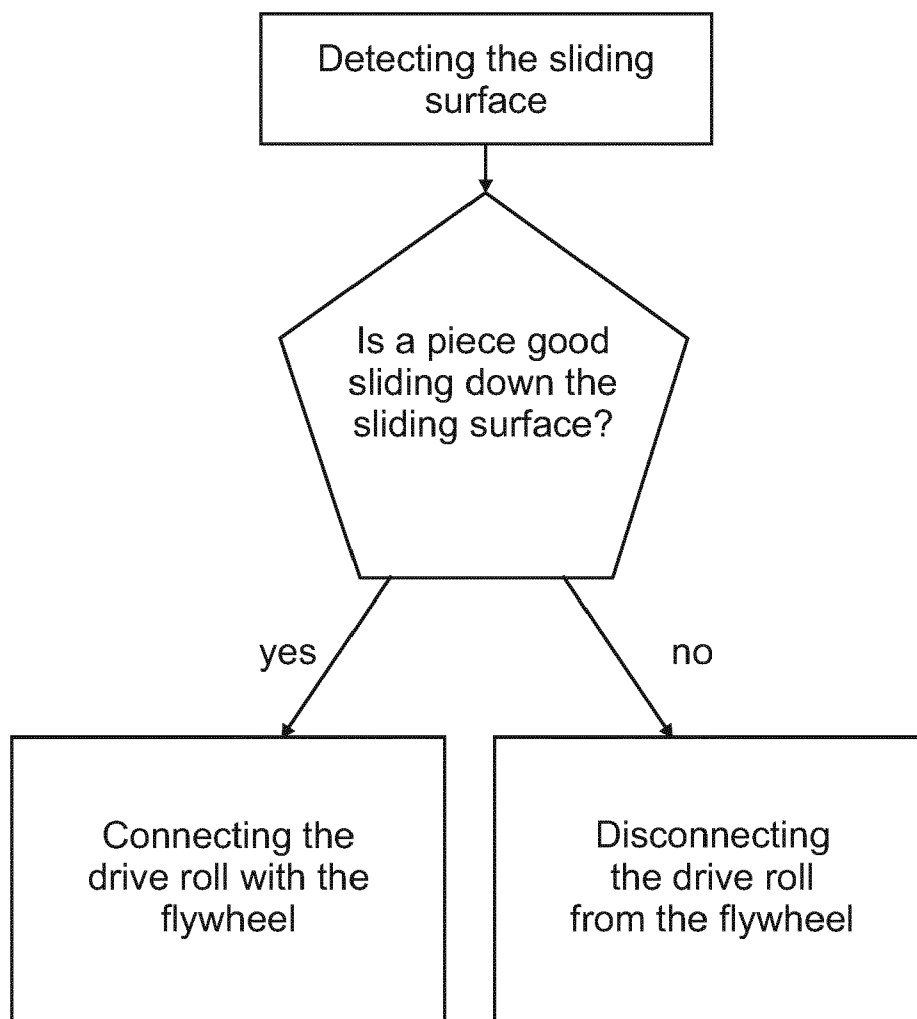 Detecting the sliding
surface
Is a piece good
sliding down the
sliding surface?
yes
no
Connecting the
drive roll with the
flywheel
Disconnecting
the drive roll
from the flywheel